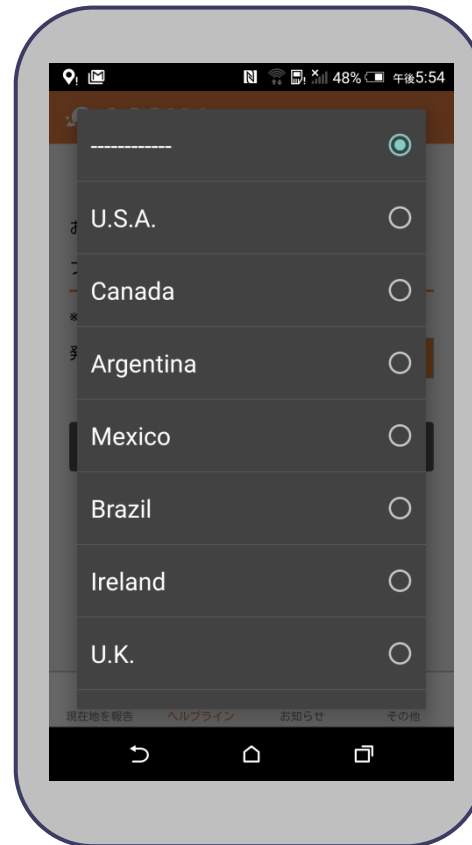 48% 午後5:54
------------
U.S.A.
Canada
Argentina
Mexico
Brazil
Ireland
U.K.
現在地を報告 ヘルプライン お知らせ その他